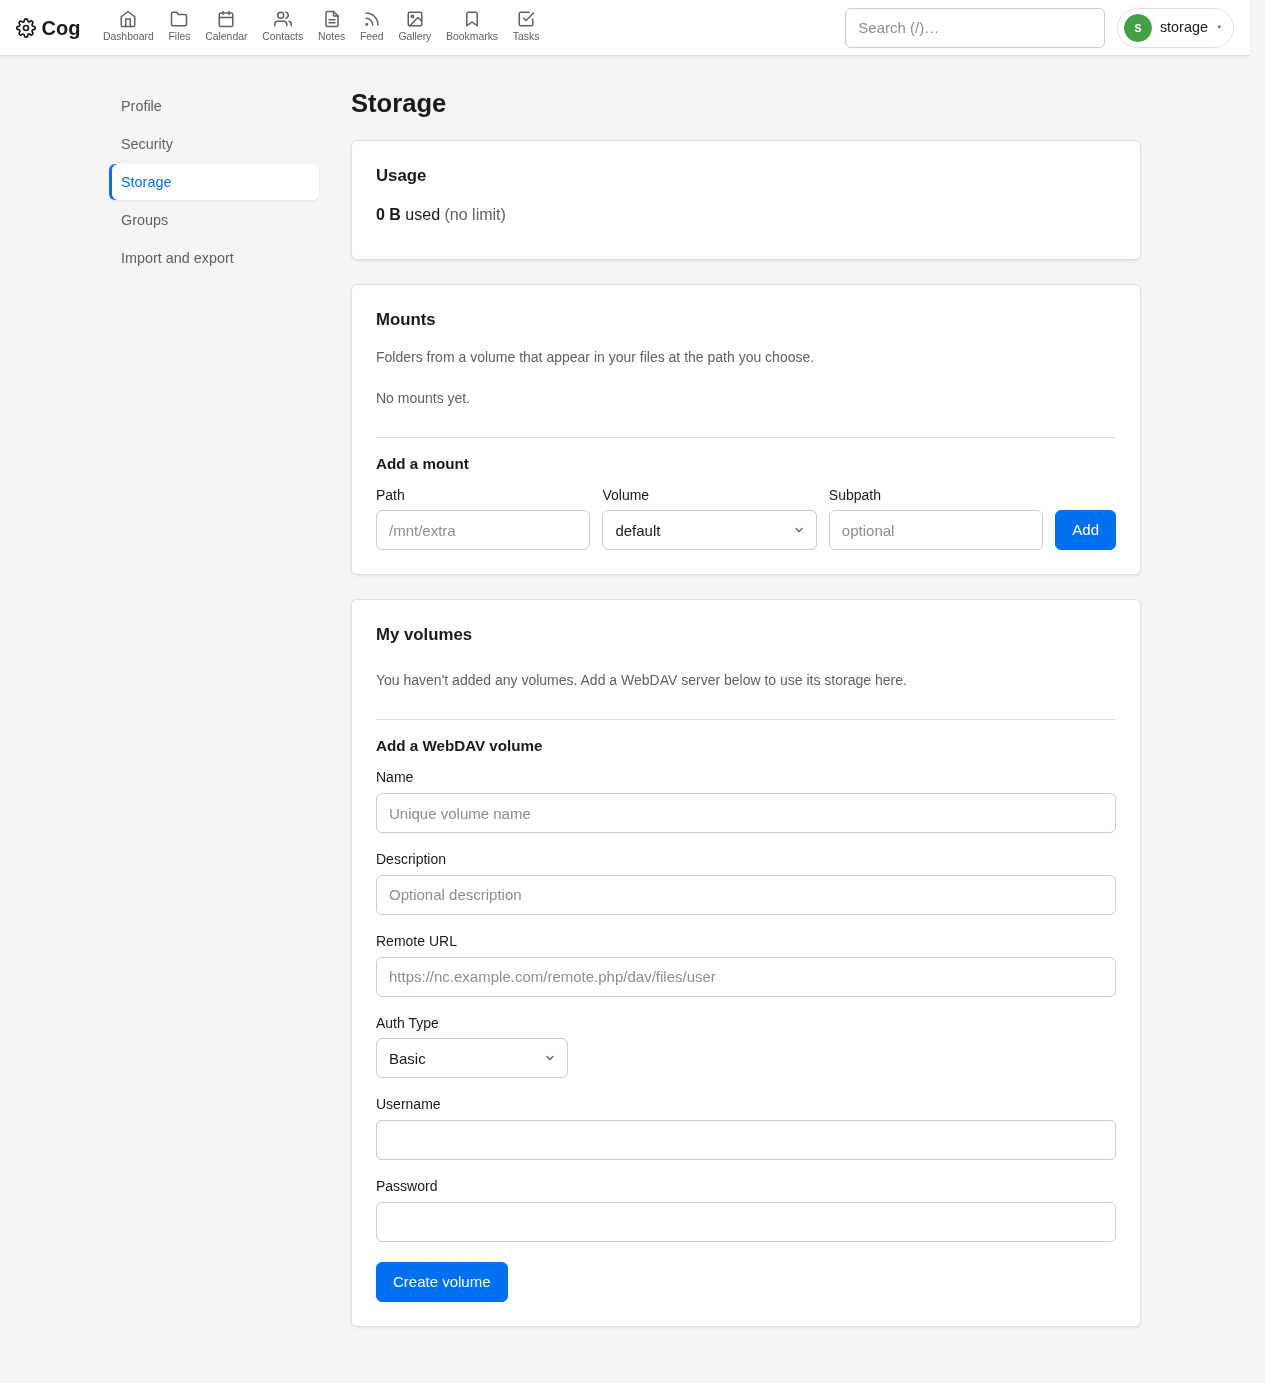 Cog
Dashboard
Files
Calendar
Contacts
Notes
Feed
Gallery
Bookmarks
Tasks
Search (/)…
S
storage
Profile
Security
Storage
Groups
Import and export
Storage
Usage
0 B used (no limit)
Mounts
Folders from a volume that appear in your files at the path you choose.
No mounts yet.
Add a mount
Path
Volume
Subpath
/mnt/extra
default
optional
Add
My volumes
You haven't added any volumes. Add a WebDAV server below to use its storage here.
Add a WebDAV volume
Name
Unique volume name
Description
Optional description
Remote URL
https://nc.example.com/remote.php/dav/files/user
Auth Type
Basic
Username
Password
Create volume